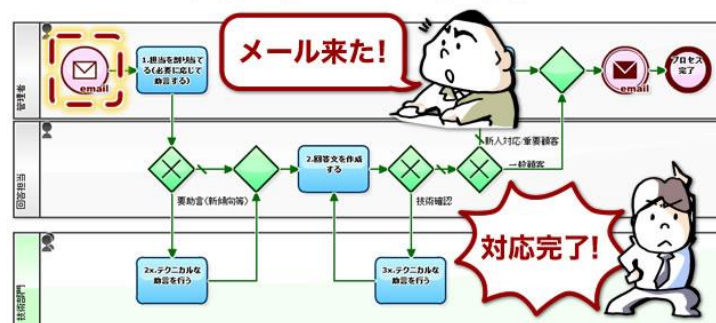 管理者
email
1.担当を割り当て
る(必要に応じて
助言する)
メール来た!
email
プロセス
完了
回答担当
要助言(新傾向等)
2.回答文を作成
する
技術確認
新人対応/重要顧客
一般顧客
技術部門
2x.テクニカルな
助言を行う
3x.テクニカルな
助言を行う
対応完了!